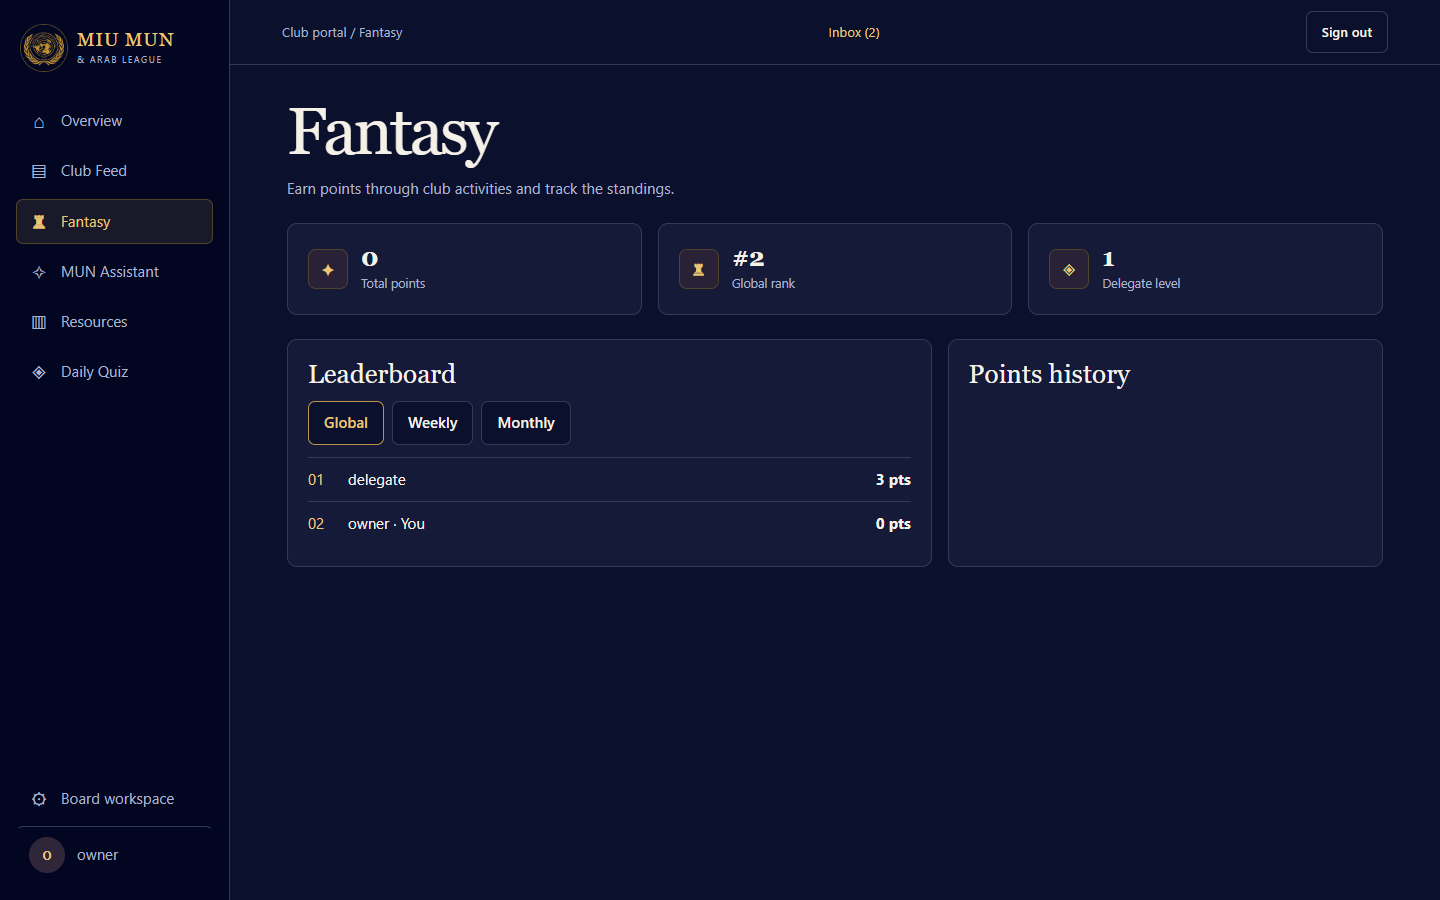 MIU MUN
& ARAB LEAGUE
Overview
Club Feed
Fantasy
MUN Assistant
Resources
Daily Quiz
Board workspace
O owner
Club portal / Fantasy
Inbox (2)
Sign out
Fantasy
Earn points through club activities and track the standings.
0
Total points
#2
Global rank
1
Delegate level
Leaderboard
Global Weekly Monthly
01 delegate 3 pts
02 owner · You 0 pts
Points history